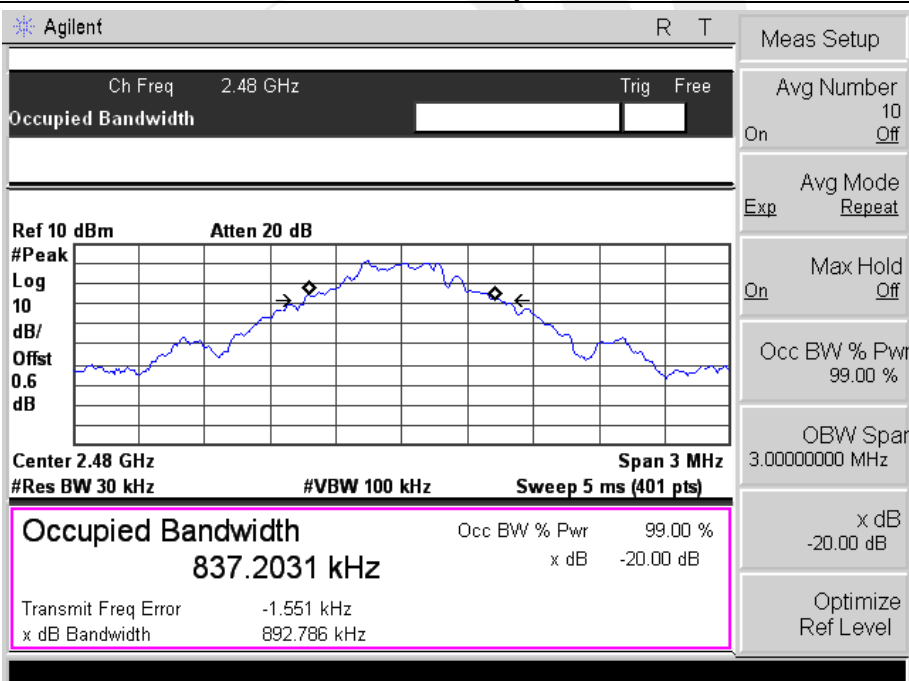 Agilent R T
Ch Freq 2.48 GHz Trig Free
Occupied Bandwidth
Ref 10 dBm Atten 20 dB
#Peak
Log
10
dB/
Offst
0.6
dB
Center 2.48 GHz Span 3 MHz
#Res BW 30 kHz #VBW 100 kHz Sweep 5 ms (401 pts)
Occupied Bandwidth
837.2031 kHz
Occ BW % Pwr 99.00 %
x dB -20.00 dB
Transmit Freq Error -1.551 kHz
x dB Bandwidth 892.786 kHz
Meas Setup
Avg Number
10
On Off
Avg Mode
Exp Repeat
Max Hold
On Off
Occ BW % Pwr
99.00 %
OBW Span
3.00000000 MHz
x dB
-20.00 dB
Optimize
Ref Level